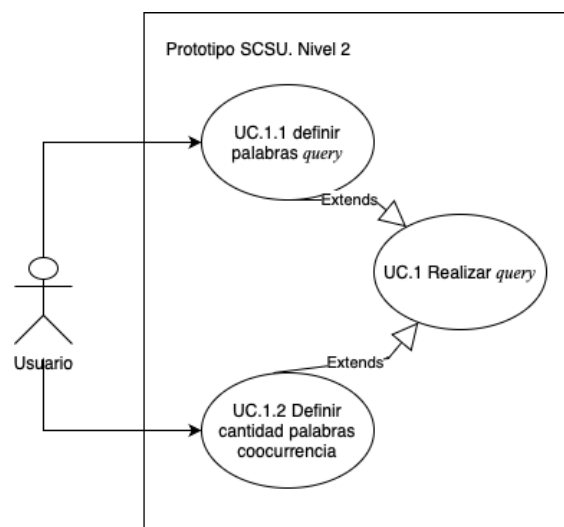 Prototipo SCSU. Nivel 2
UC.1.1 definir
palabras query
Extends
UC.1 Realizar query
Usuario
Extends
UC.1.2 Definir
cantidad palabras
coocurrencia